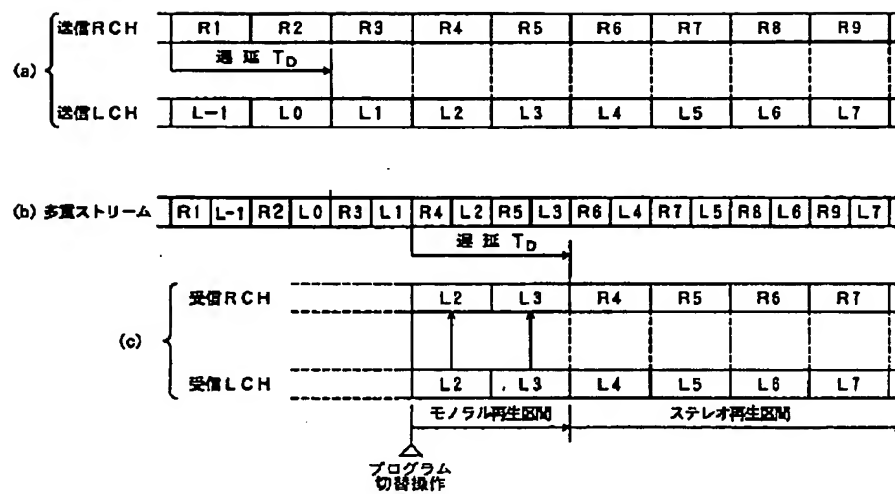 送信RCH R1 R2 R3 R4 R5 R6 R7 R8 R9
遅延 TD
(a)
送信LCH L-1 L0 L1 L2 L3 L4 L5 L6 L7
(b) 多重ストリーム R1 L-1 R2 L0 R3 L1 R4 L2 R5 L3 R6 L4 R7 L5 R8 L6 R9 L7
遅延 TD
受信RCH L2 L3 R4 R5 R6 R7
(c)
受信LCH L2 L3 L4 L5 L6 L7
モノラル再生区間 ステレオ再生区間
プログラム
切替操作